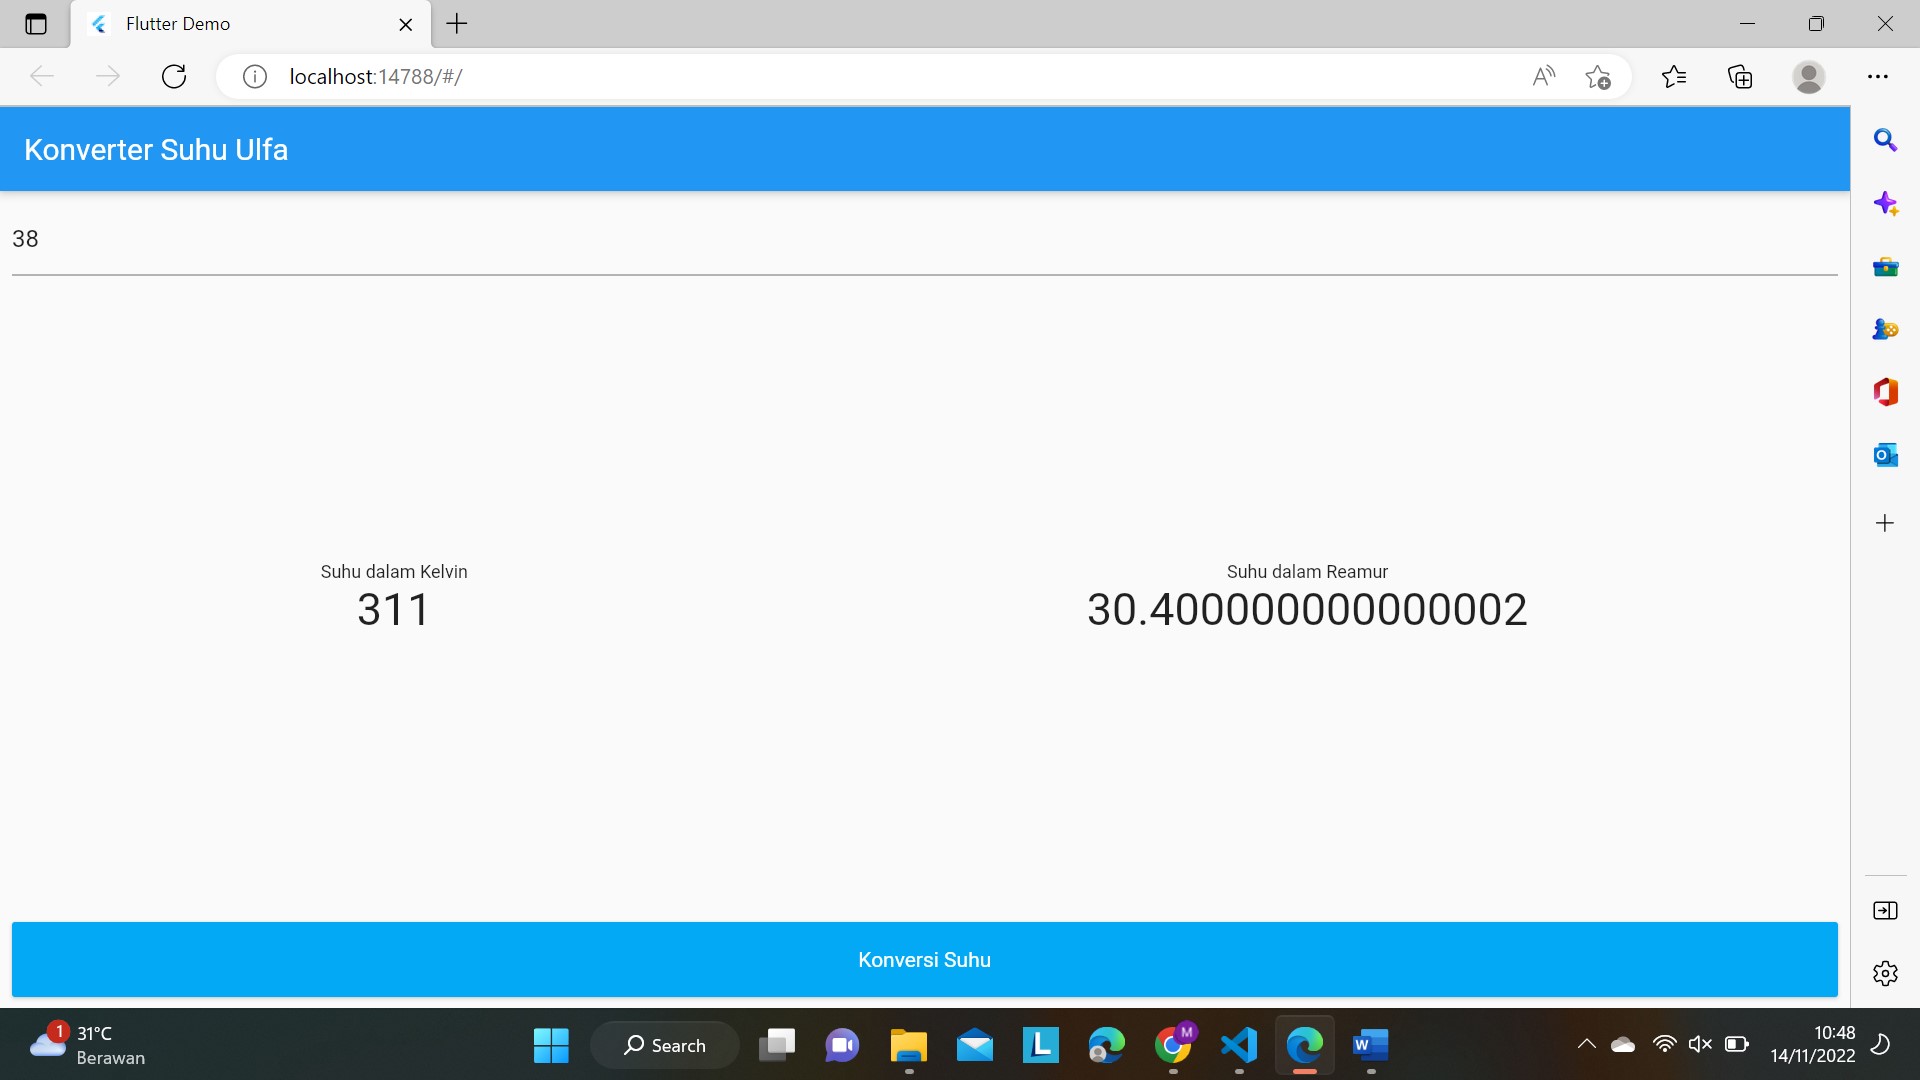 Flutter Demo
localhost:14788/#/
Konverter Suhu Ulfa
38
Suhu dalam Kelvin
311
Suhu dalam Reamur
30.400000000000002
Konversi Suhu
1
31°C
Berawan
Search
L
M
W
10:48
14/11/2022